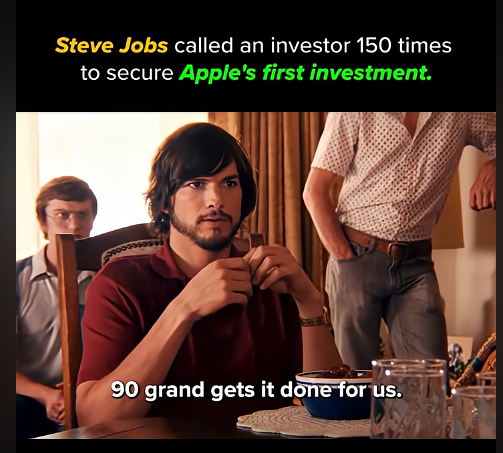 Steve Jobs called an investor 150 times
to secure Apple's first investment.
90 grand gets it done for us.